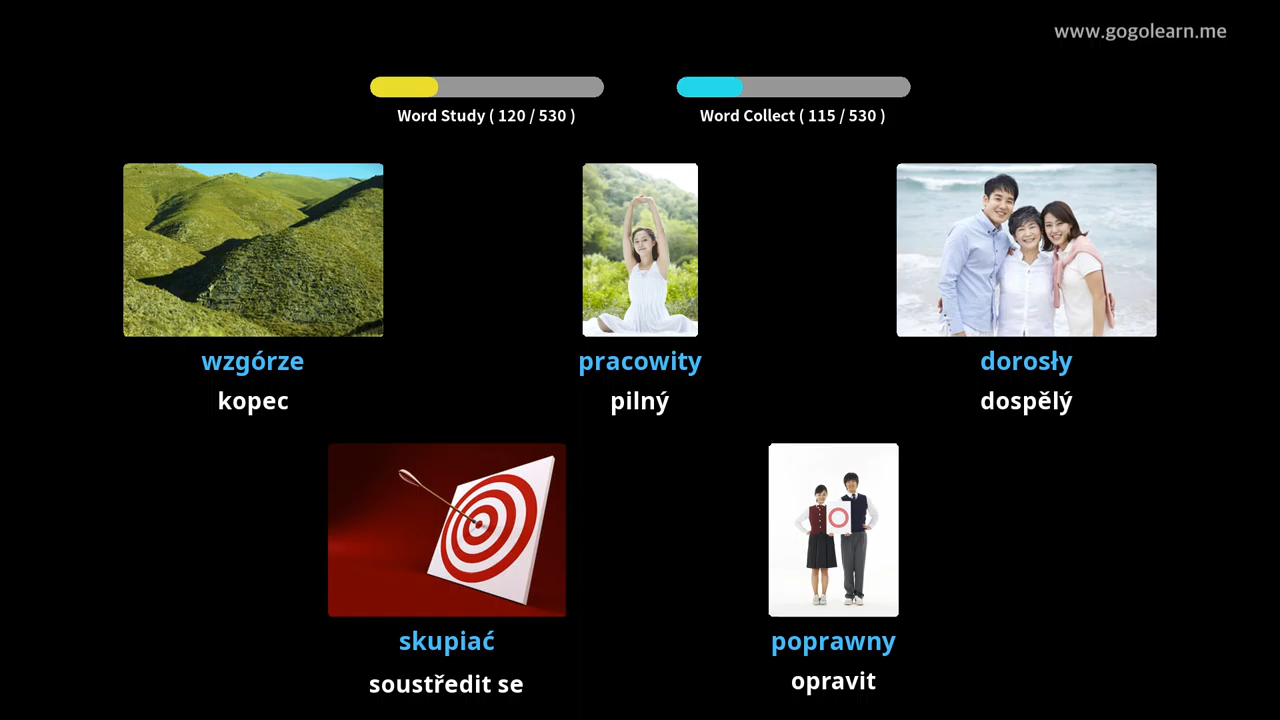 www.gogolearn.me
Word Study ( 120 / 530 )
Word Collect ( 115 / 530 )
wzgórze
kopec
pracowity
pilný
dorosły
dospělý
skupiać
soustředit se
poprawny
opravit